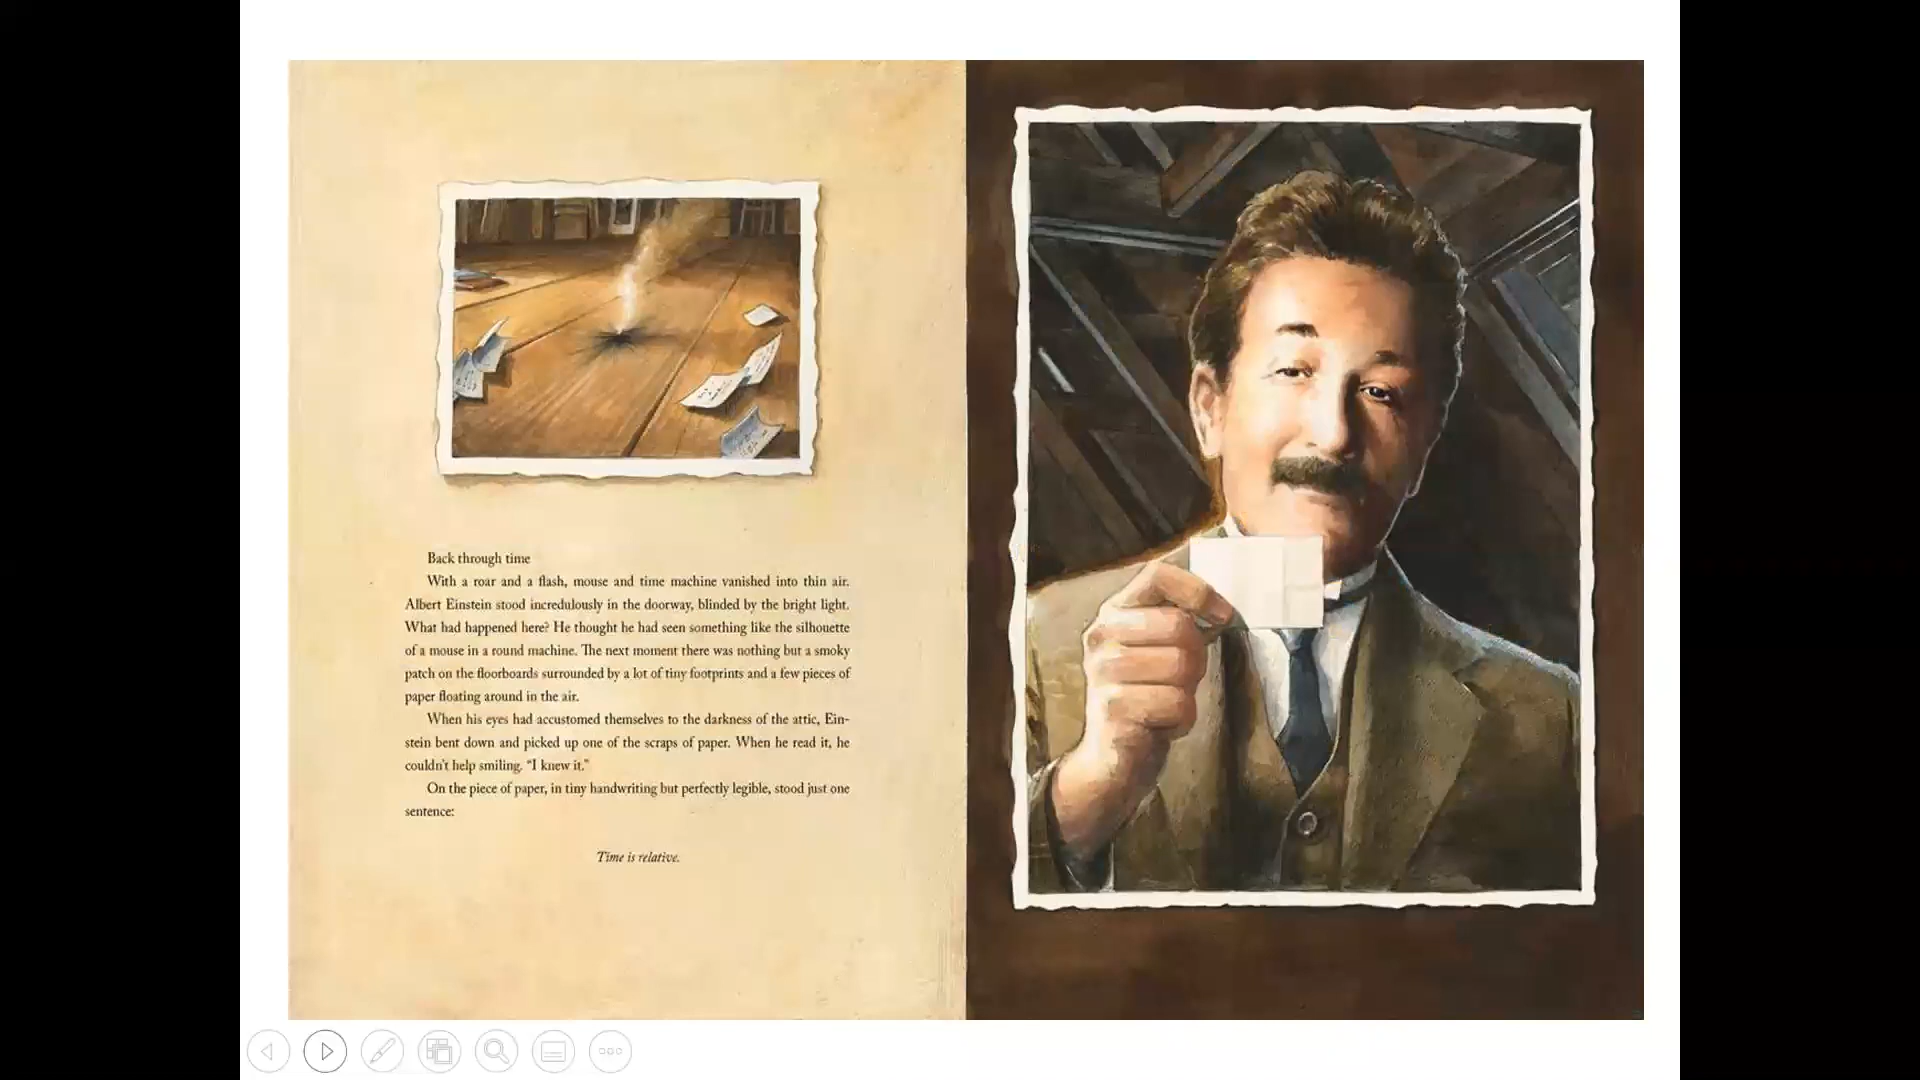 Back through time
With a roar and a flash, mouse and time machine vanished into thin air.
Albert Einstein stood incredulously in the doorway, blinded by the bright light.
What had happened here? He thought he had seen something like the silhouette
of a mouse in a round machine. The next moment there was nothing but a smoky
patch on the floorboards surrounded by a lot of tiny footprints and a few pieces of
paper floating around in the air.
When his eyes had accustomed themselves to the darkness of the attic, Ein-
stein bent down and picked up one of the scraps of paper. When he read it, he
couldn't help smiling. “I knew it.”
On the piece of paper, in tiny handwriting but perfectly legible, stood just one
sentence:
Time is relative.